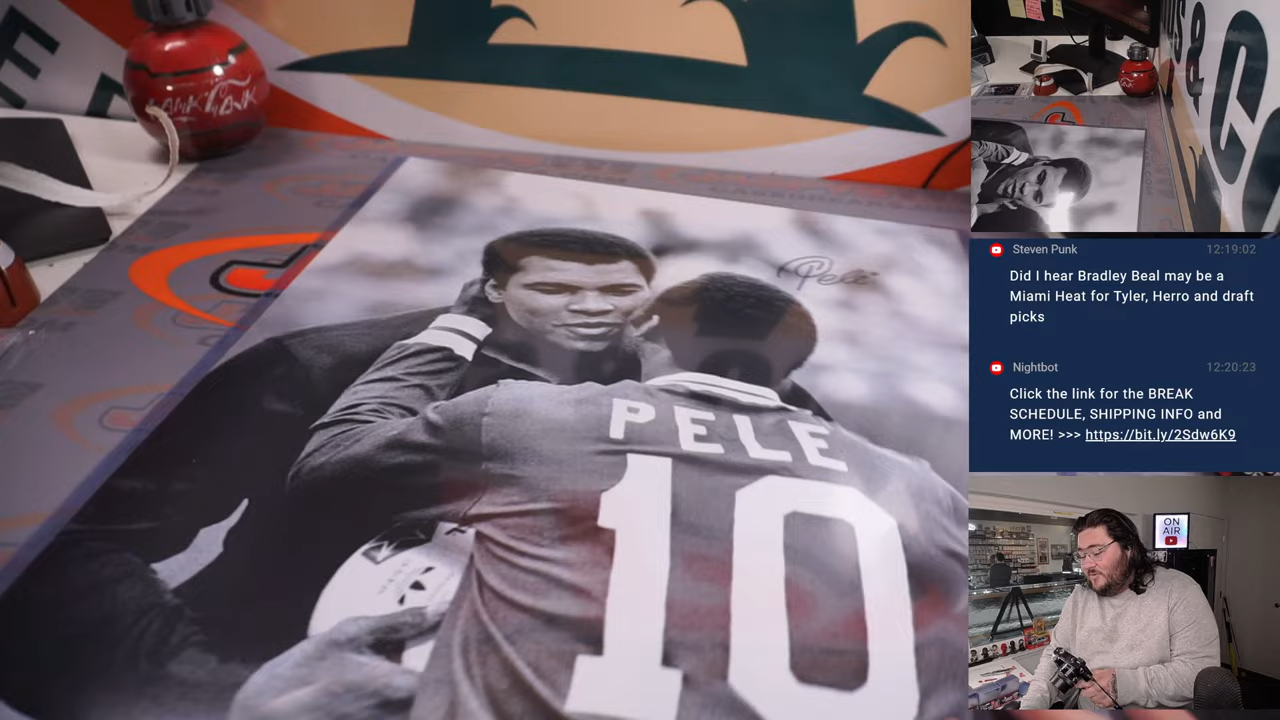 Pelé
PELE
10
Steven Punk
12:19:02
Did I hear Bradley Beal may be a
Miami Heat for Tyler, Herro and draft
picks
Nightbot
12:20:23
Click the link for the BREAK
SCHEDULE, SHIPPING INFO and
MORE! >>> https://bit.ly/2Sdw6K9
ON
AIR